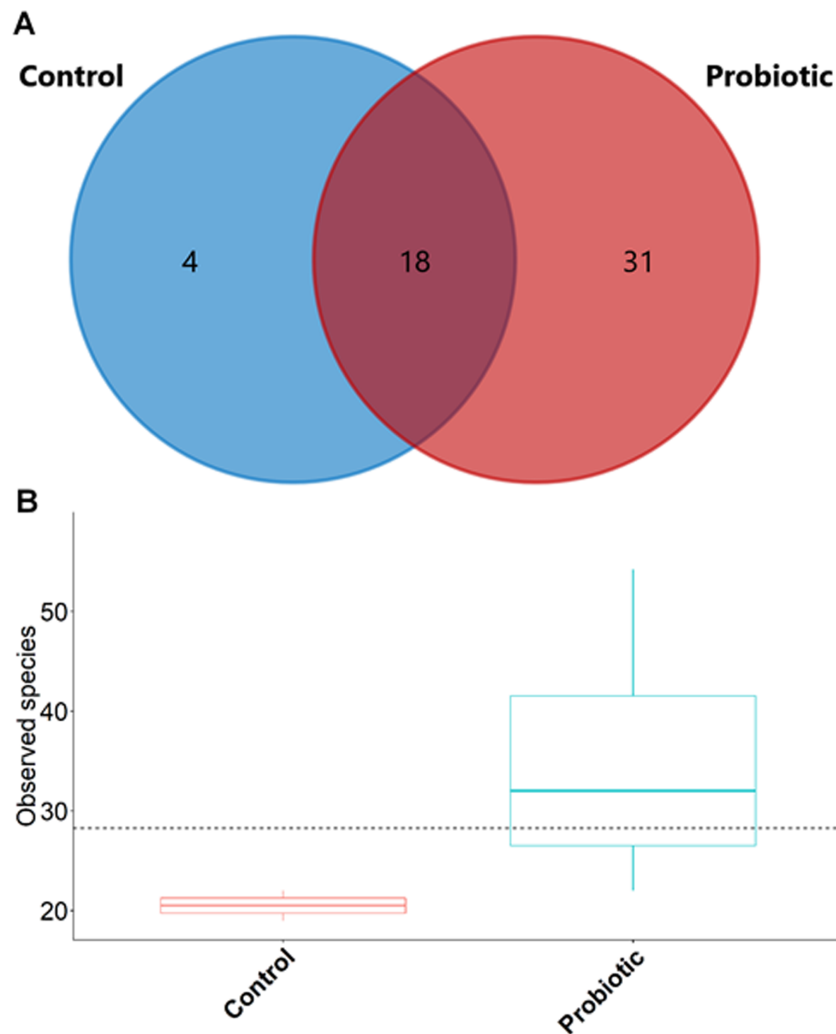 A
Control
Probiotic
4
18
31
B
Observed species
50
40
30
20
Control
Probiotic